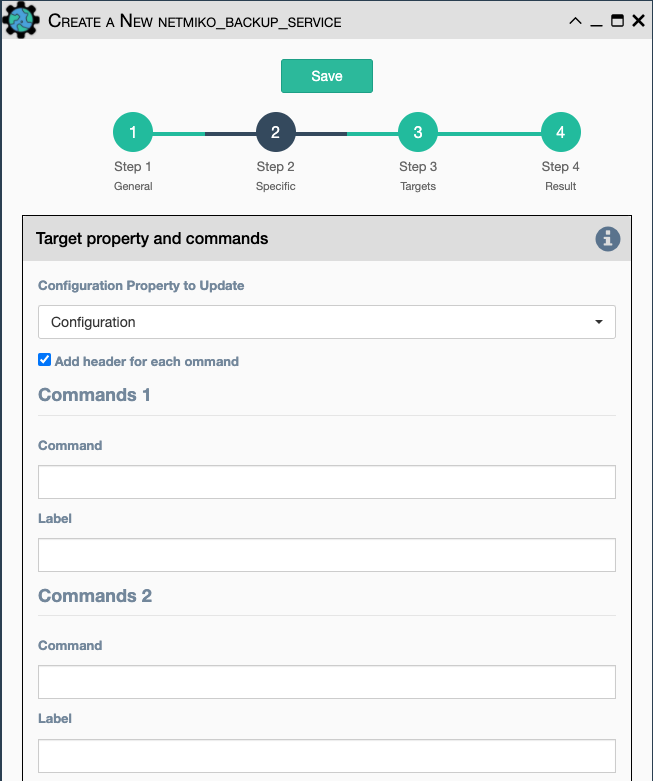 Create a New netmiko_backup_service
Save
1
2
3
4
Step 1
Step 2
Step 3
Step 4
General
Specific
Targets
Result
Target property and commands
Configuration Property to Update
Configuration
Add header for each ommand
Commands 1
Command
Label
Commands 2
Command
Label